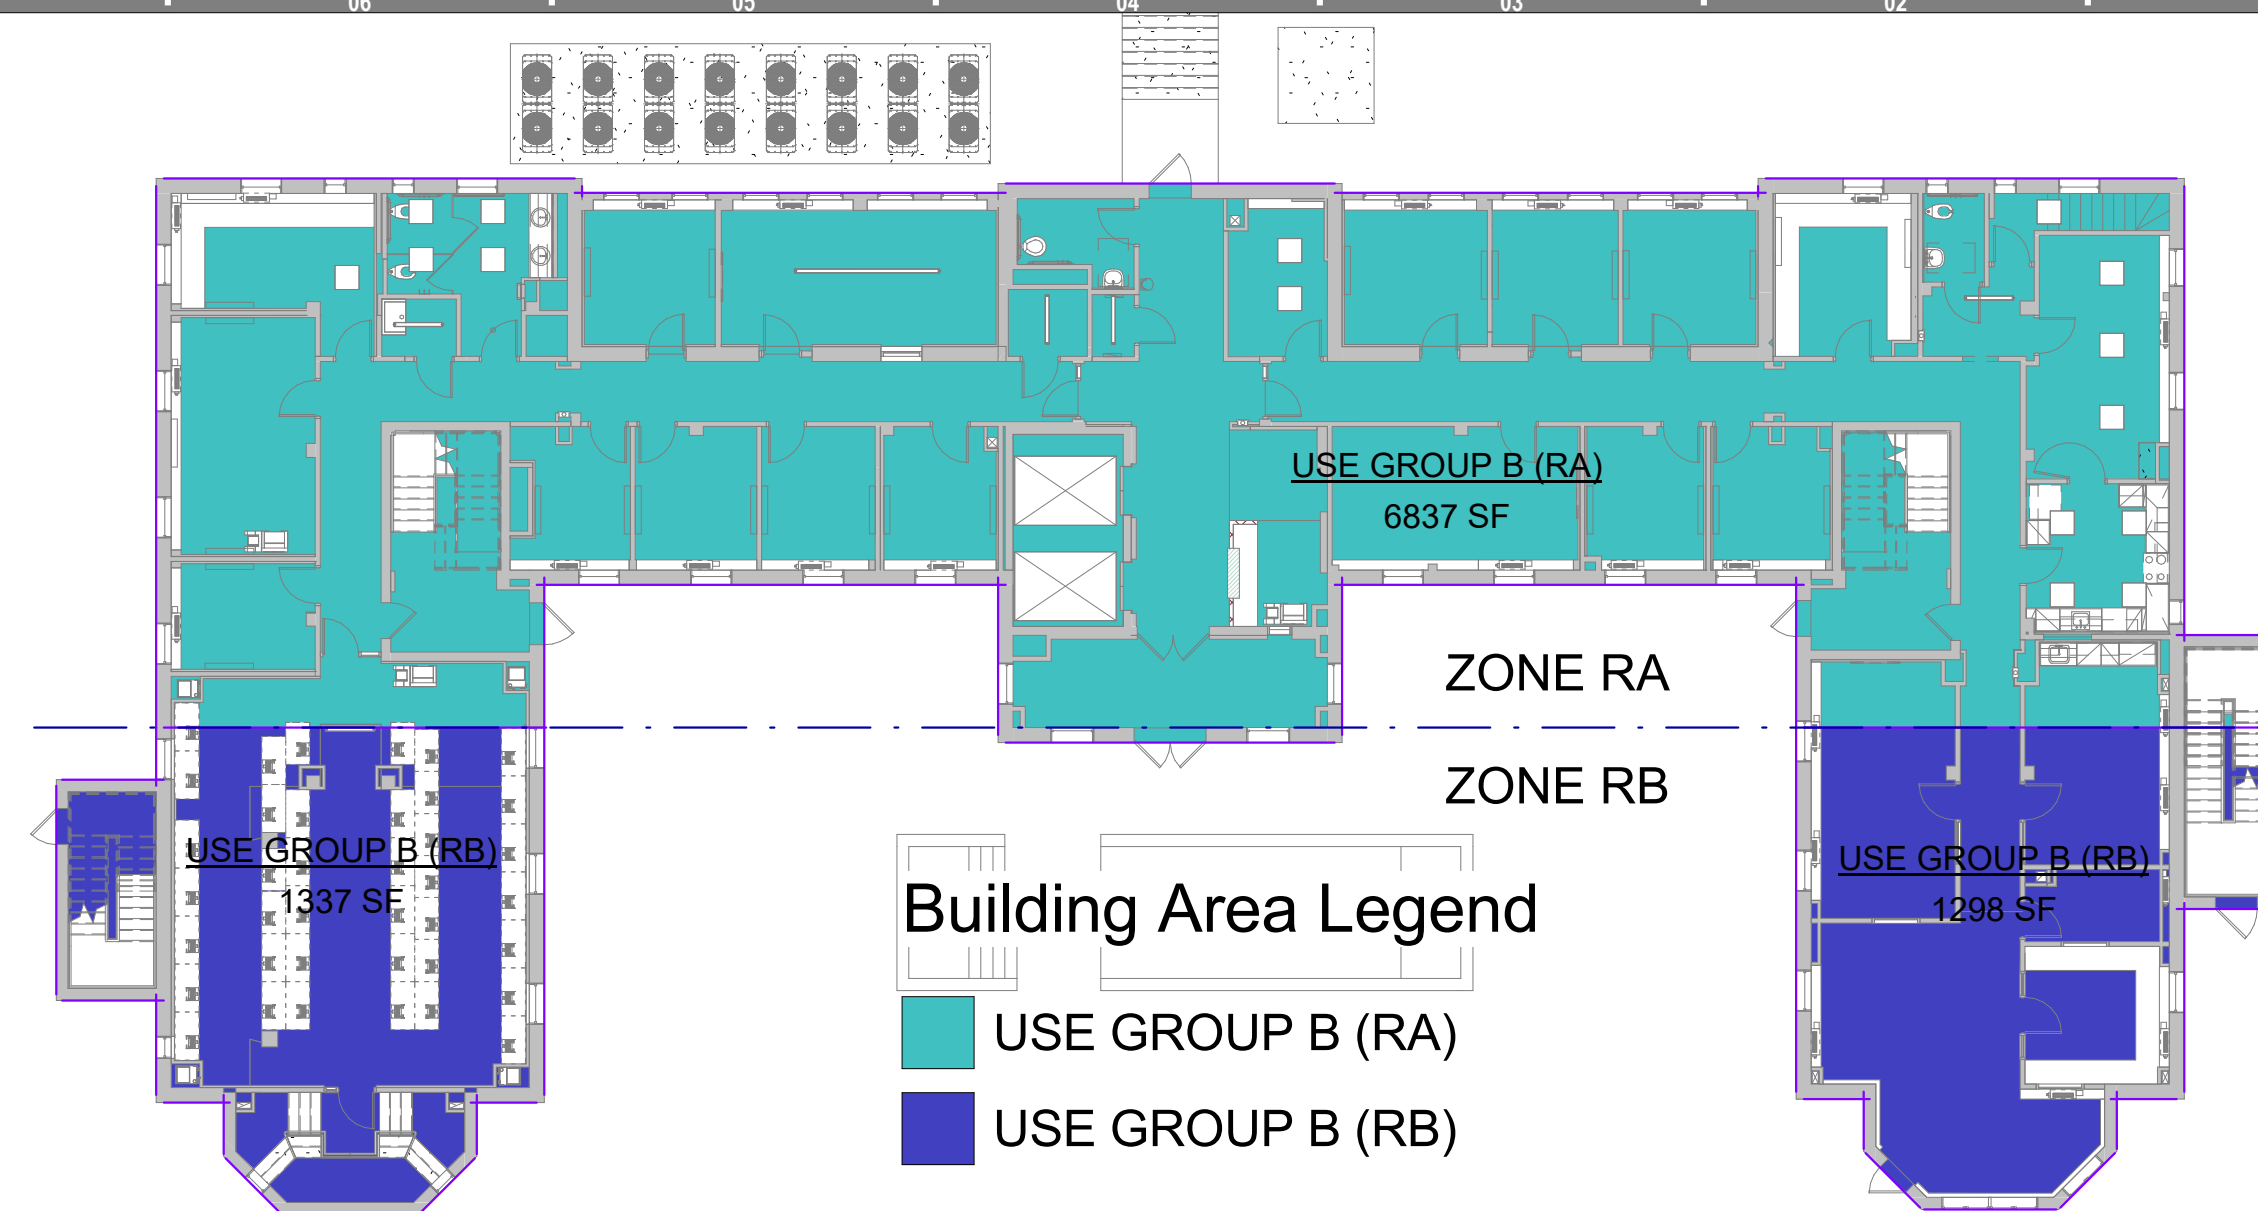 06 05 04 03 02
USE GROUP B (RA)
6837 SF
ZONE RA
ZONE RB
USE GROUP B (RB)
1337 SF
USE GROUP B (RB)
1298 SF
Building Area Legend
USE GROUP B (RA)
USE GROUP B (RB)